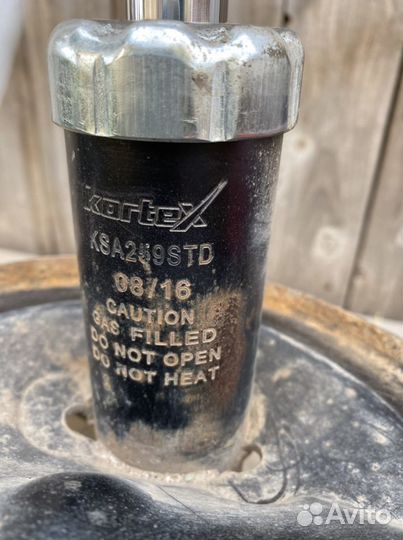 kortex
KSA259STD
08/16
CAUTION
GAS FILLED
DO NOT OPEN
DO NOT HEAT
Avito